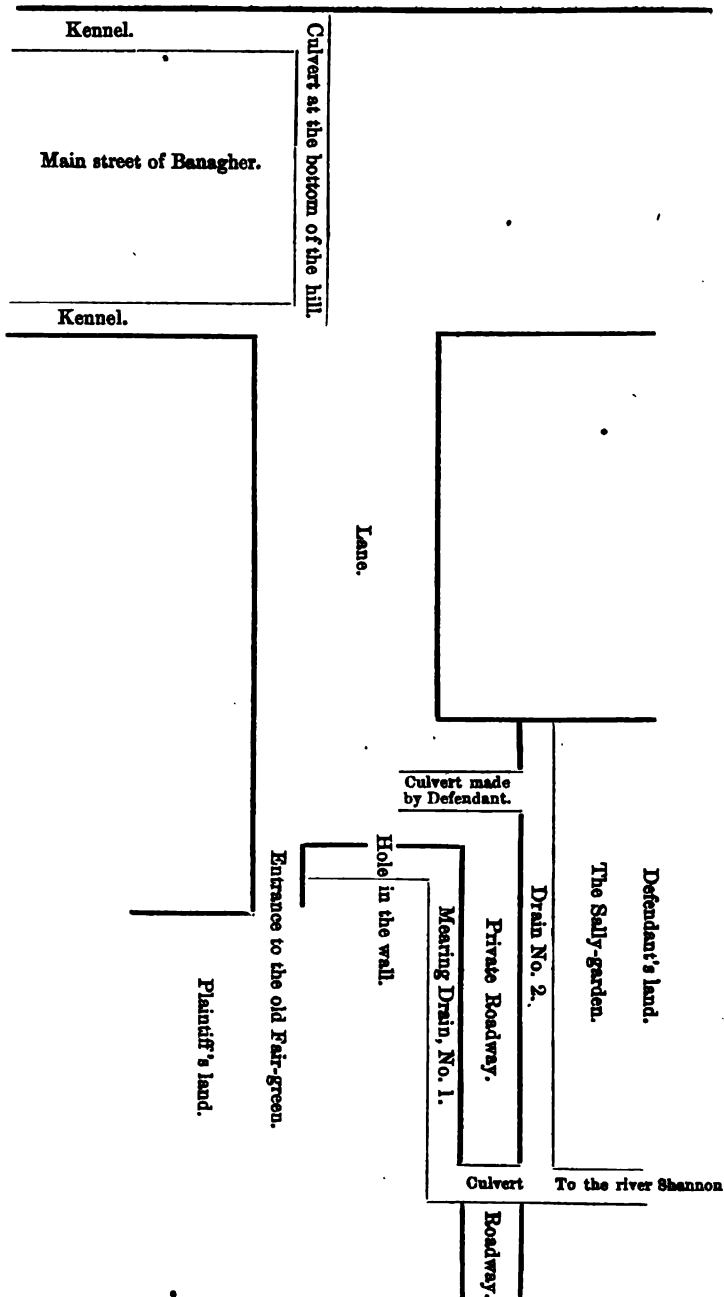 Kennel.
Culvert at the bottom of the hill.
Main street of Banagher.
Kennel.
Lane.
Culvert made
by Defendant.
Hole in the wall.
Entrance to the old Fair-green.
Plaintiff's land.
Mearing Drain, No. 1.
Private Roadway.
Drain No. 2.
The Sally-garden.
Defendant's land.
Culvert
To the river Shannon
Roadway.